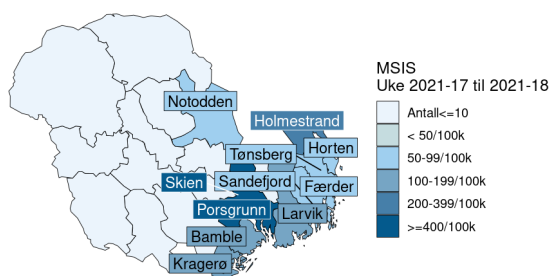 MSIS
Uke 2021-17 til 2021-18
Antall<=10
< 50/100k
50-99/100k
100-199/100k
200-399/100k
>=400/100k
Notodden
Holmestrand
Horten
Tønsberg
Skien
Sandefjord
Færder
Porsgrunn
Larvik
Bamble
Kragerø